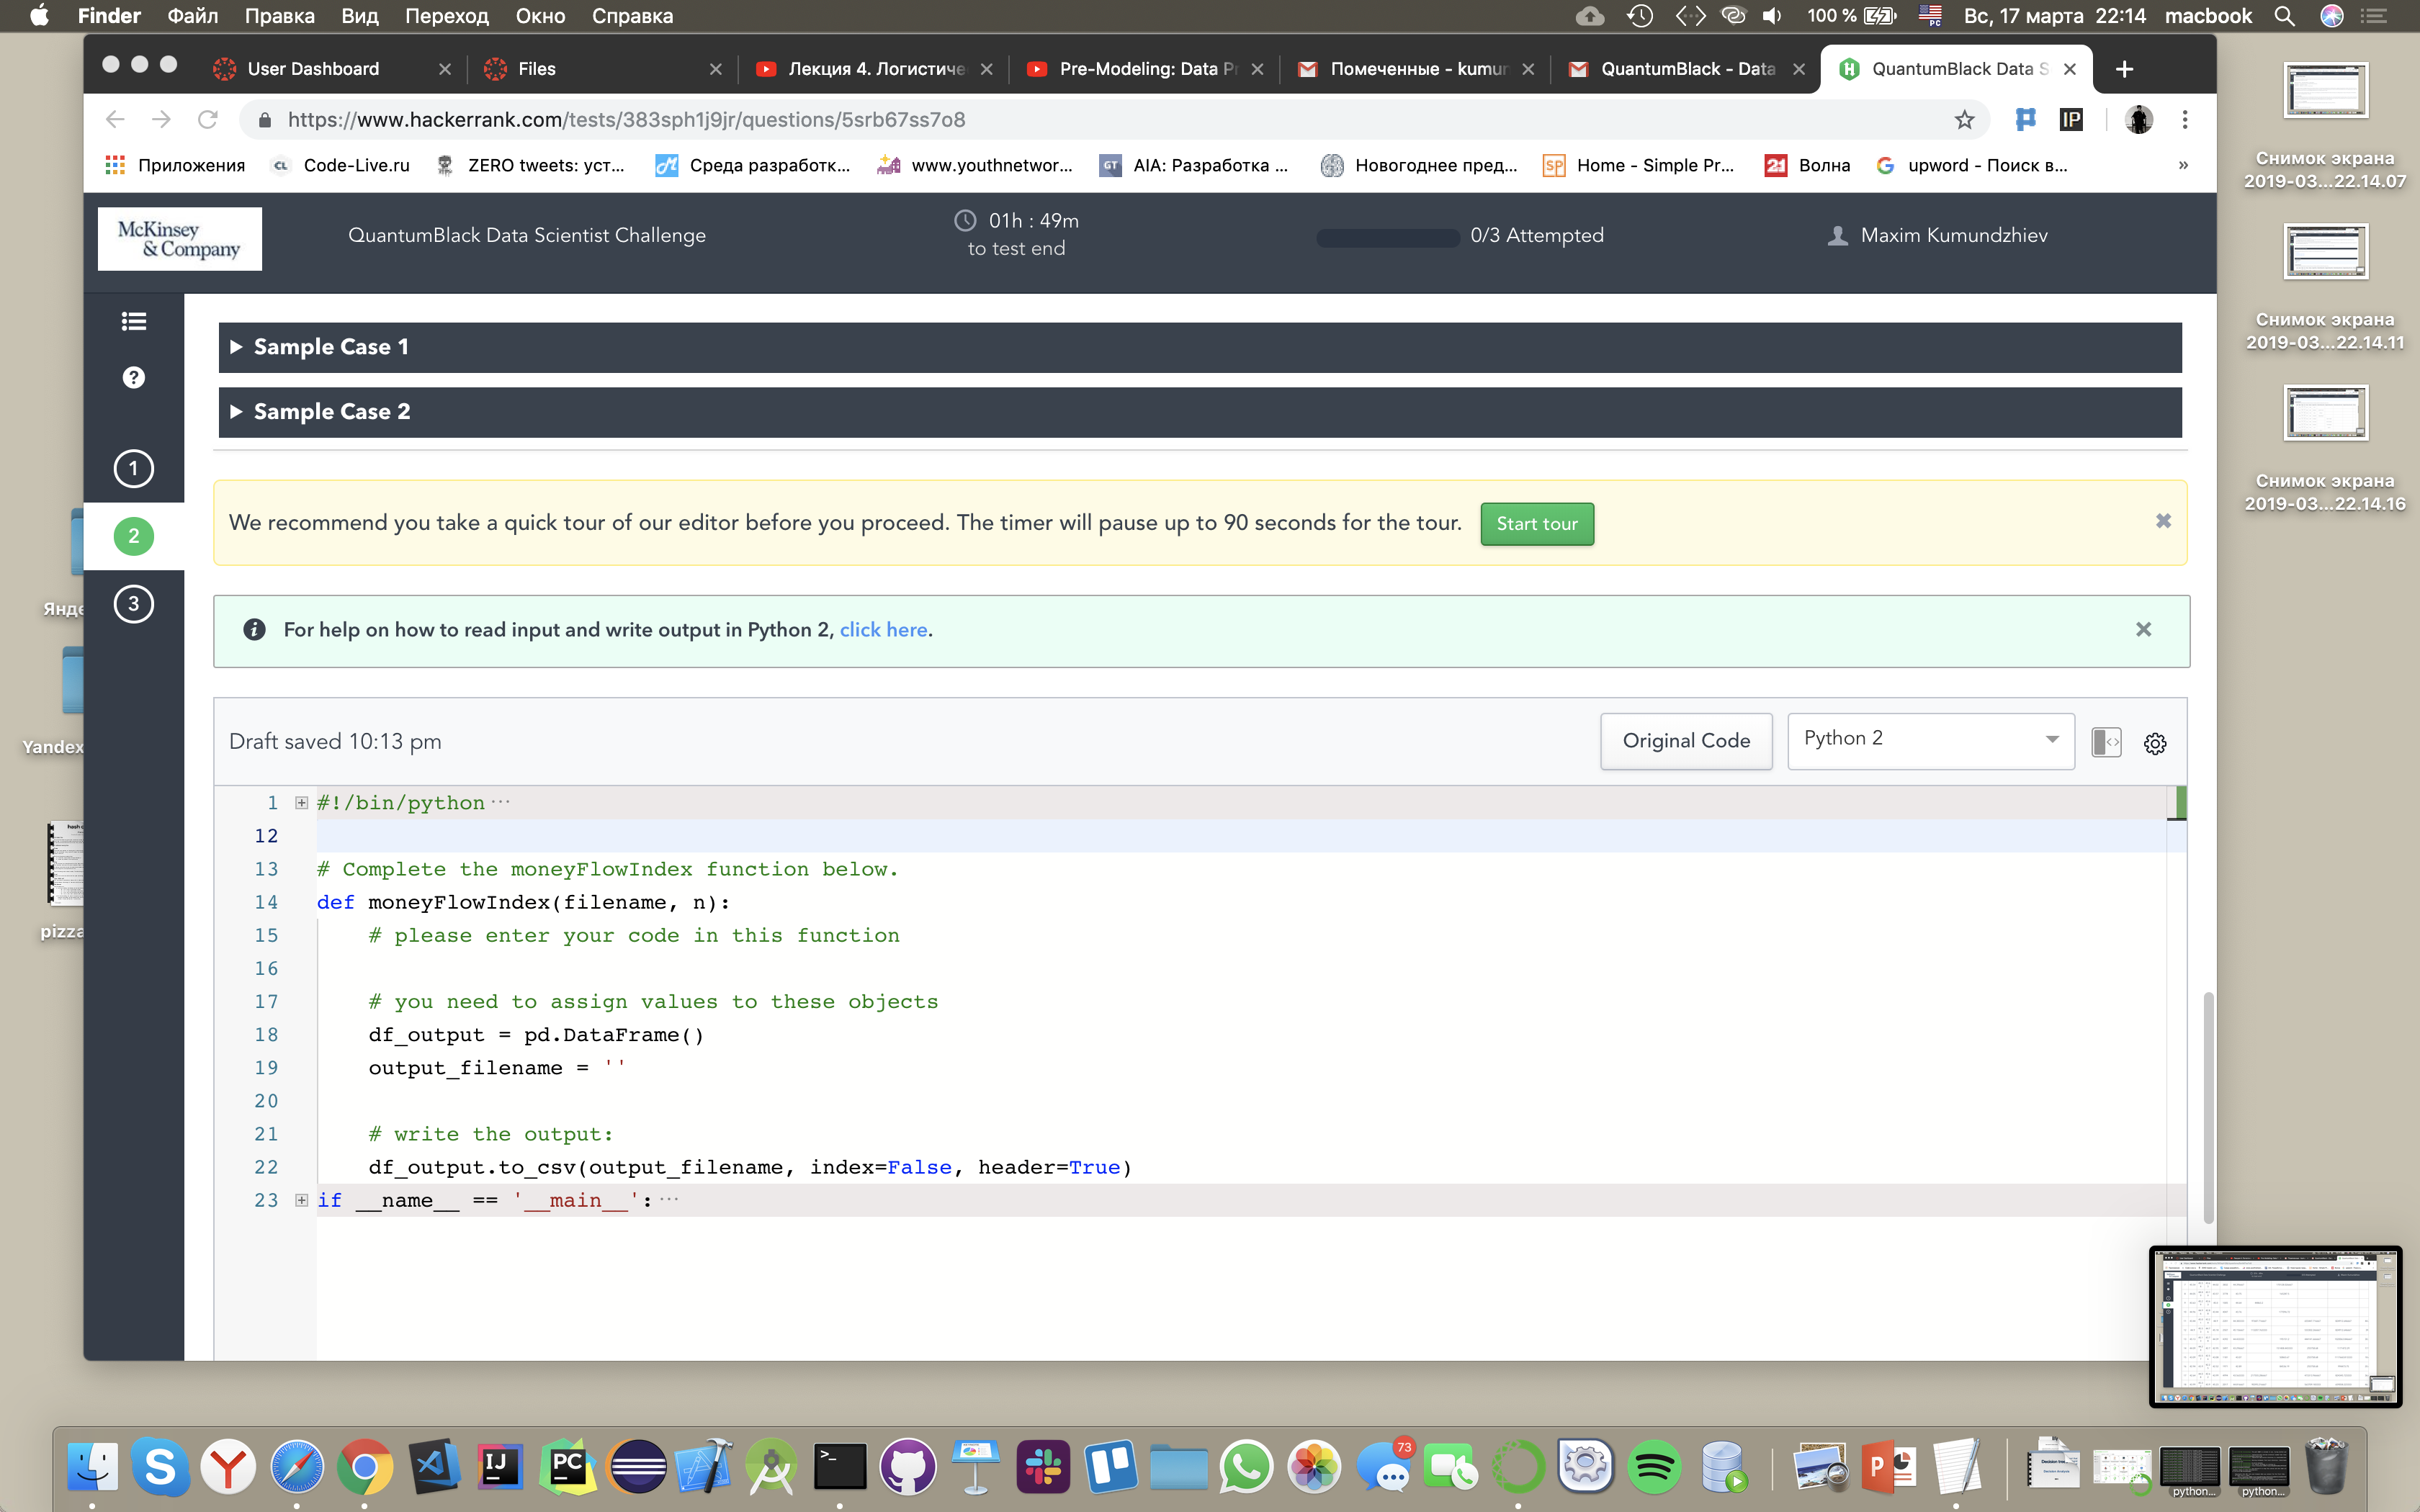 Finder Файл Правка Вид Переход Окно Справка 100 % Вс, 17 марта 22:14 macbook
User Dashboard Files Лекция 4. Логистиче Pre-Modeling: Data Pr Помеченные - kumur QuantumBlack - Data QuantumBlack Data S
https://www.hackerrank.com/tests/383sph1j9jr/questions/5srb67ss7o8
Приложения Code-Live.ru ZERO tweets: уст... Среда разработк... www.youthnetwor... AIA: Разработка ... Новогоднее пред... Home - Simple Pr... Волна upword - Поиск в... »
McKinsey
& Company
QuantumBlack Data Scientist Challenge
01h : 49m
to test end
0/3 Attempted
Maxim Kumundzhiev
Sample Case 1
Sample Case 2
1
2
3
We recommend you take a quick tour of our editor before you proceed. The timer will pause up to 90 seconds for the tour. Start tour
For help on how to read input and write output in Python 2, click here.
Draft saved 10:13 pm Original Code Python 2
1 #!/bin/python
12
13 # Complete the moneyFlowIndex function below.
14 def moneyFlowIndex(filename, n):
15 # please enter your code in this function
16
17 # you need to assign values to these objects
18 df_output = pd.DataFrame()
19 output_filename = ''
20
21 # write the output:
22 df_output.to_csv(output_filename, index=False, header=True)
23 if __name__ == '__main__':
Снимок экрана
2019-03...22.14.07
Снимок экрана
2019-03...22.14.11
Снимок экрана
2019-03...22.14.16
Янде
Yandex
pizza
73
python...
python...